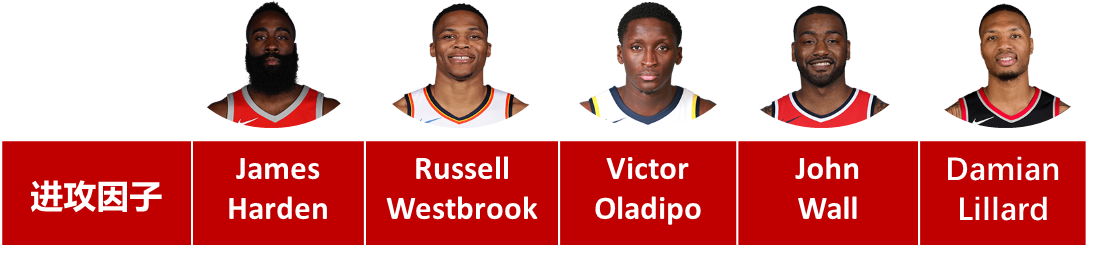 进攻因子
James
Harden
Russell
Westbrook
Victor
Oladipo
John
Wall
Damian
Lillard